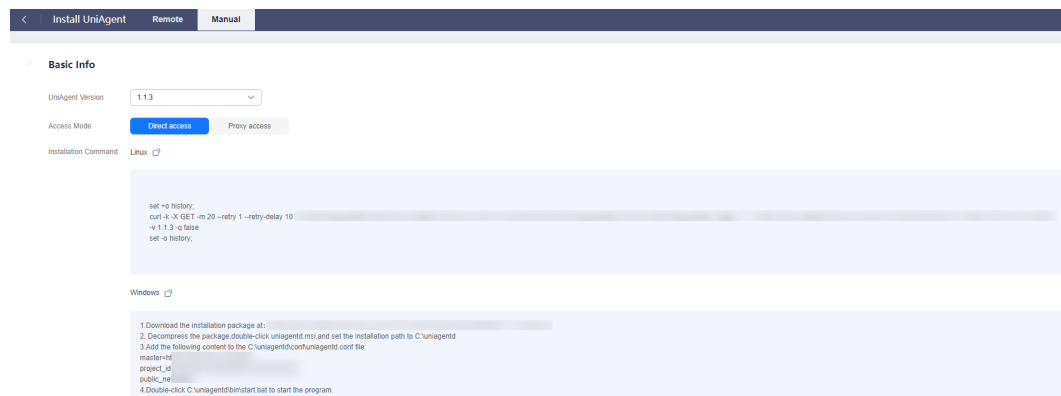 Install UniAgent Remote Manual
Basic Info
UniAgent Version 1.1.3
Access Mode Direct access Proxy access
Installation Command Linux
set +o history;
curl -k -X GET -m 20 --retry 1 --retry-delay 10
-v 1.1.3 -q false
set -o history;
Windows
1.Download the installation package at:
2. Decompress the package,double-click uniagentd.msi,and set the installation path to C:\uniagentd
3.Add the following content to the C:\uniagentd\conf\uniagentd.conf file:
master=ht
project_id
public_ne
4.Double-click C:\uniagentd\bin\start.bat to start the program.